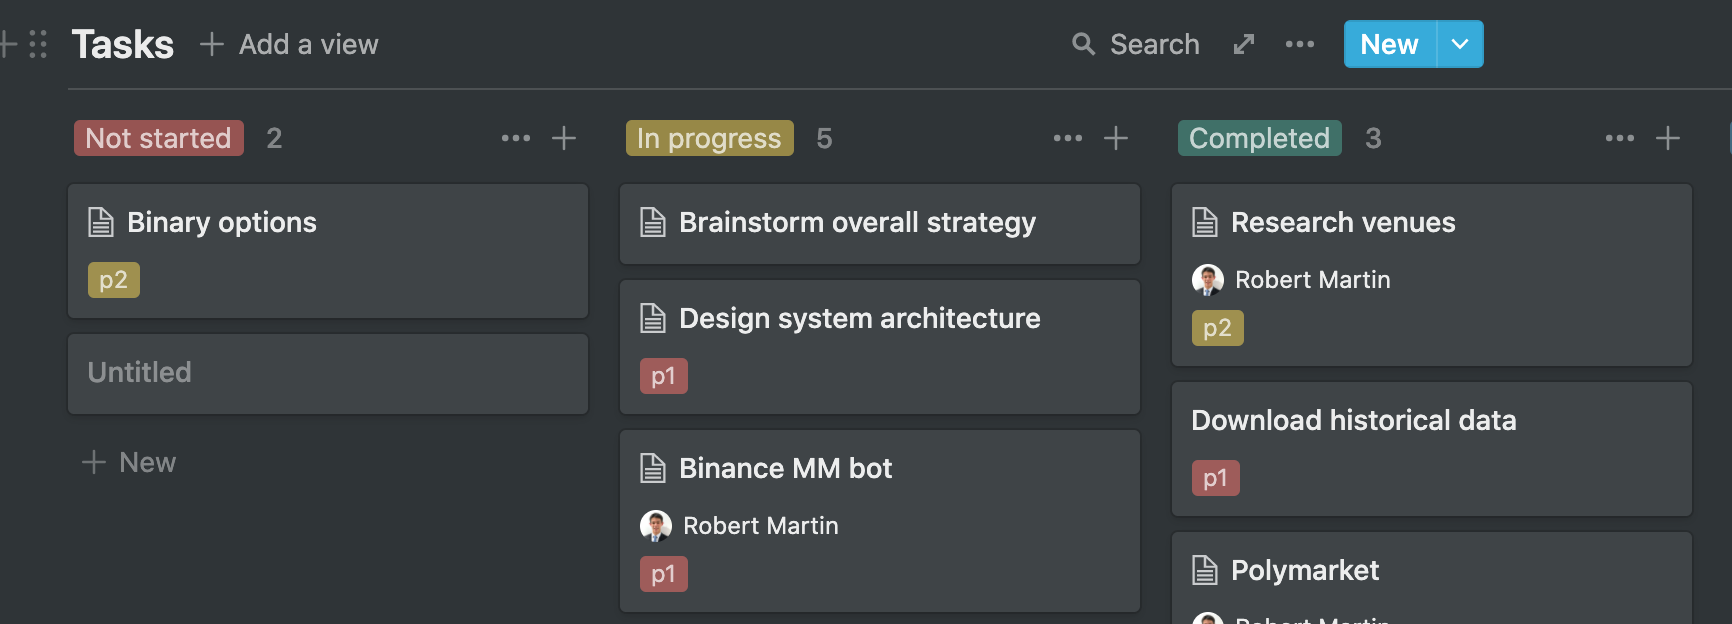 Tasks
Add a view
Search
New
Not started 2
Binary options
p2
Untitled
New
In progress 5
Brainstorm overall strategy
Design system architecture
p1
Binance MM bot
Robert Martin
p1
Completed 3
Research venues
Robert Martin
p2
Download historical data
p1
Polymarket
Robert Martin